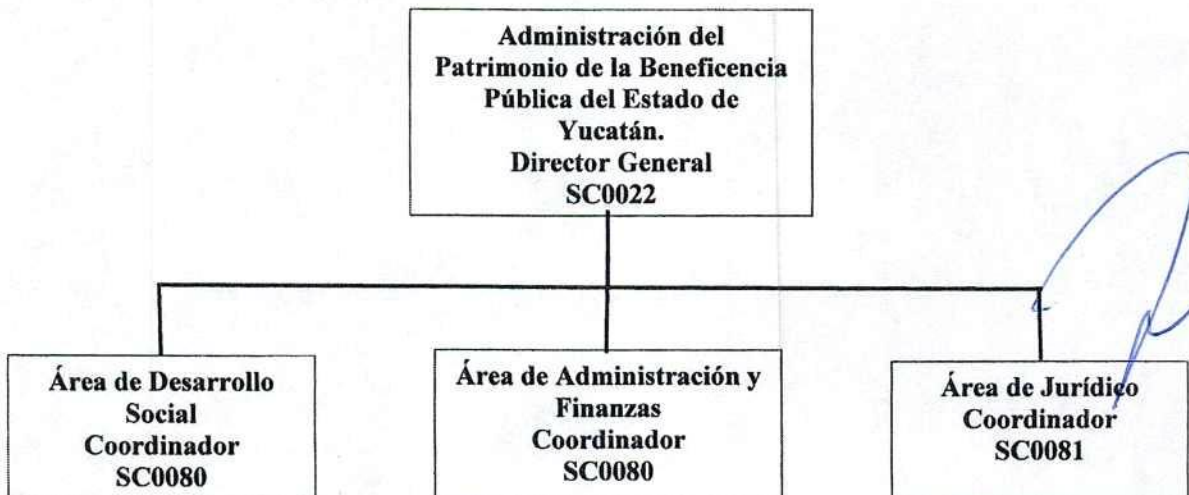 Administración del
Patrimonio de la Beneficencia
Pública del Estado de
Yucatán.
Director General
SC0022
Área de Desarrollo
Social
Coordinador
SC0080
Área de Administración y
Finanzas
Coordinador
SC0080
Área de Jurídico
Coordinador
SC0081